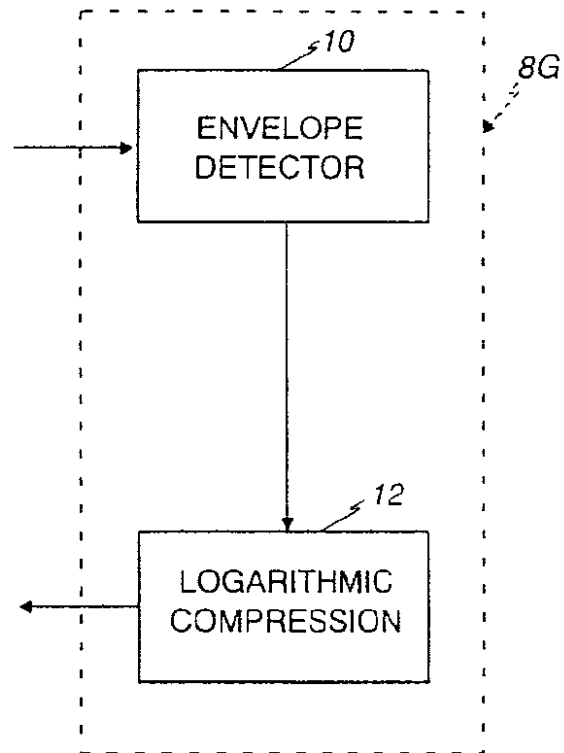 10
8G
ENVELOPE
DETECTOR
12
LOGARITHMIC
COMPRESSION